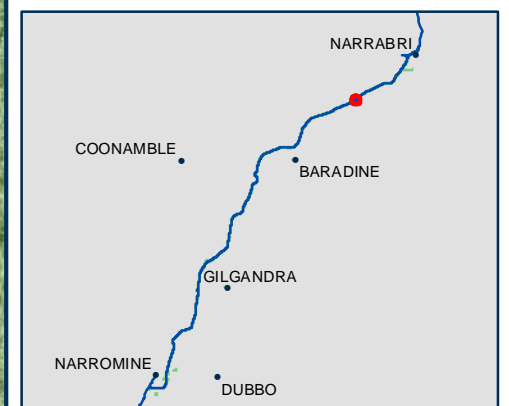 NARRABRI
COONAMBLE
BARADINE
GILGANDRA
NARROMINE
DUBBO